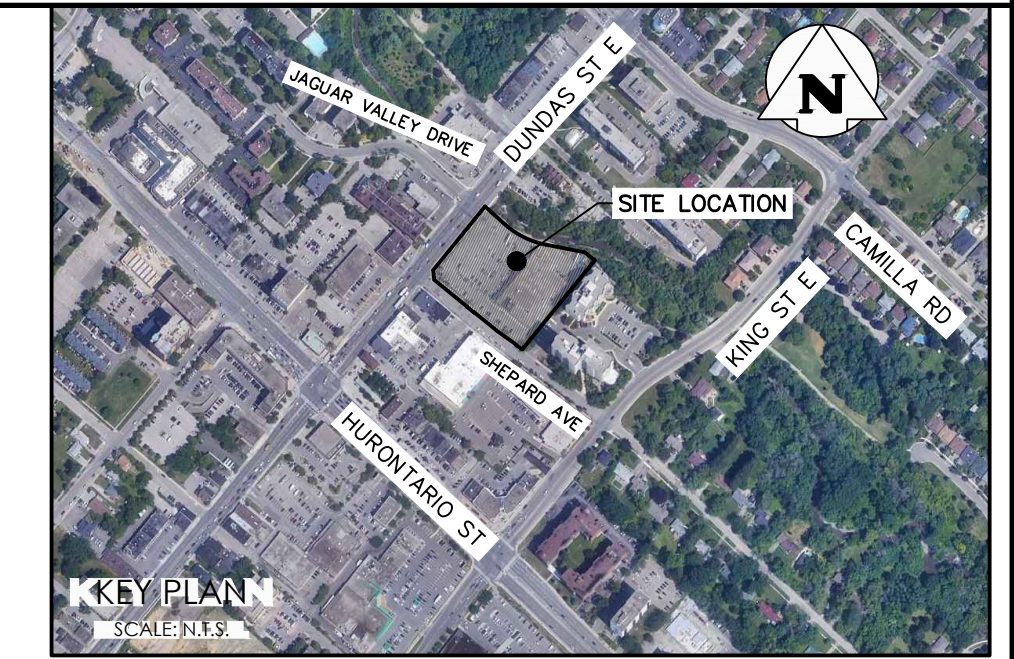 JAGUAR VALLEY DRIVE
DUNDAS ST E
N
SITE LOCATION
CAMILLA RD
KING ST E
SHEPARD AVE
HURONTARIO ST
KEY PLAN
SCALE: N.T.S.